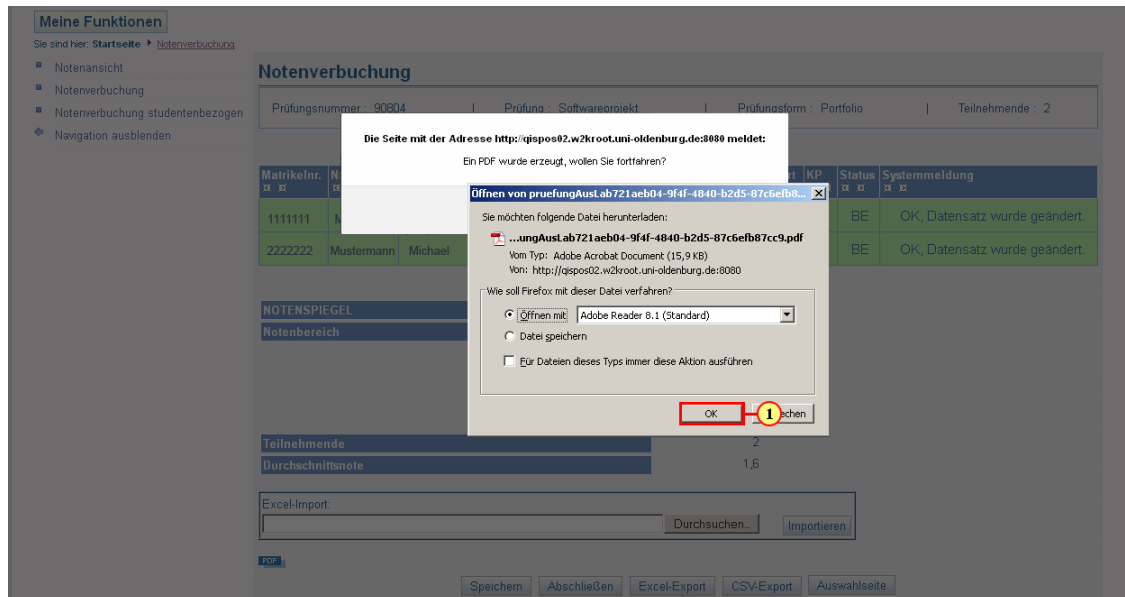 Meine Funktionen
Sie sind hier: Startseite Notenverbuchung
Notenansicht
Notenverbuchung
Notenverbuchung studentenbezogen
Navigation ausblenden
Notenverbuchung
Prüfungsnummer : 90804 | Prüfung : Softwareprojekt | Prüfungsform : Portfolio | Teilnehmende : 2
Die Seite mit der Adresse http://qispos02.w2kroot.uni-oldenburg.de:8080 meldet:
Ein PDF wurde erzeugt, wollen Sie fortfahren?
Matrikelnr. KP Status Systemmeldung
1111111 BE OK, Datensatz wurde geändert.
2222222 Mustermann Michael BE OK, Datensatz wurde geändert.
Öffnen von pruefungAusLab721aeb04-9f4f-4840-b2d5-87c6efb8...
Sie möchten folgende Datei herunterladen:
...ungAusLab721aeb04-9f4f-4840-b2d5-87c6efb87cc9.pdf
Vom Typ: Adobe Acrobat Document (15,9 KB)
Von: http://qispos02.w2kroot.uni-oldenburg.de:8080
Wie soll Firefox mit dieser Datei verfahren?
Öffnen mit Adobe Reader 8.1 (Standard)
Datei speichern
Für Dateien dieses Typs immer diese Aktion ausführen
OK 1 echen
NOTENSPIEGEL
Notenbereich
Teilnehmende 2
Durchschnittsnote 1,6
Excel-Import:
Durchsuchen... Importieren
PDF
Speichern Abschließen Excel-Export CSV-Export Auswahlseite